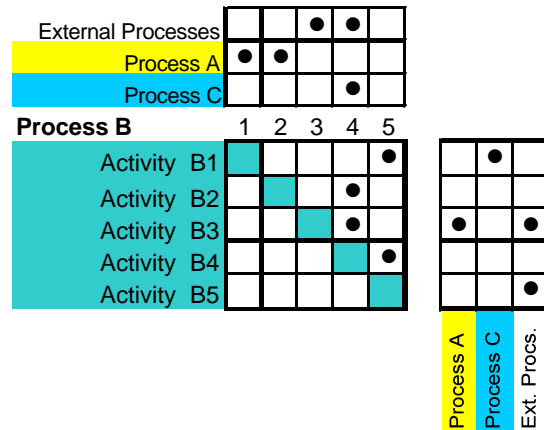 External Processes
Process A
Process C
Process B 1 2 3 4 5
Activity B1
Activity B2
Activity B3
Activity B4
Activity B5
Process A
Process C
Ext. Procs.